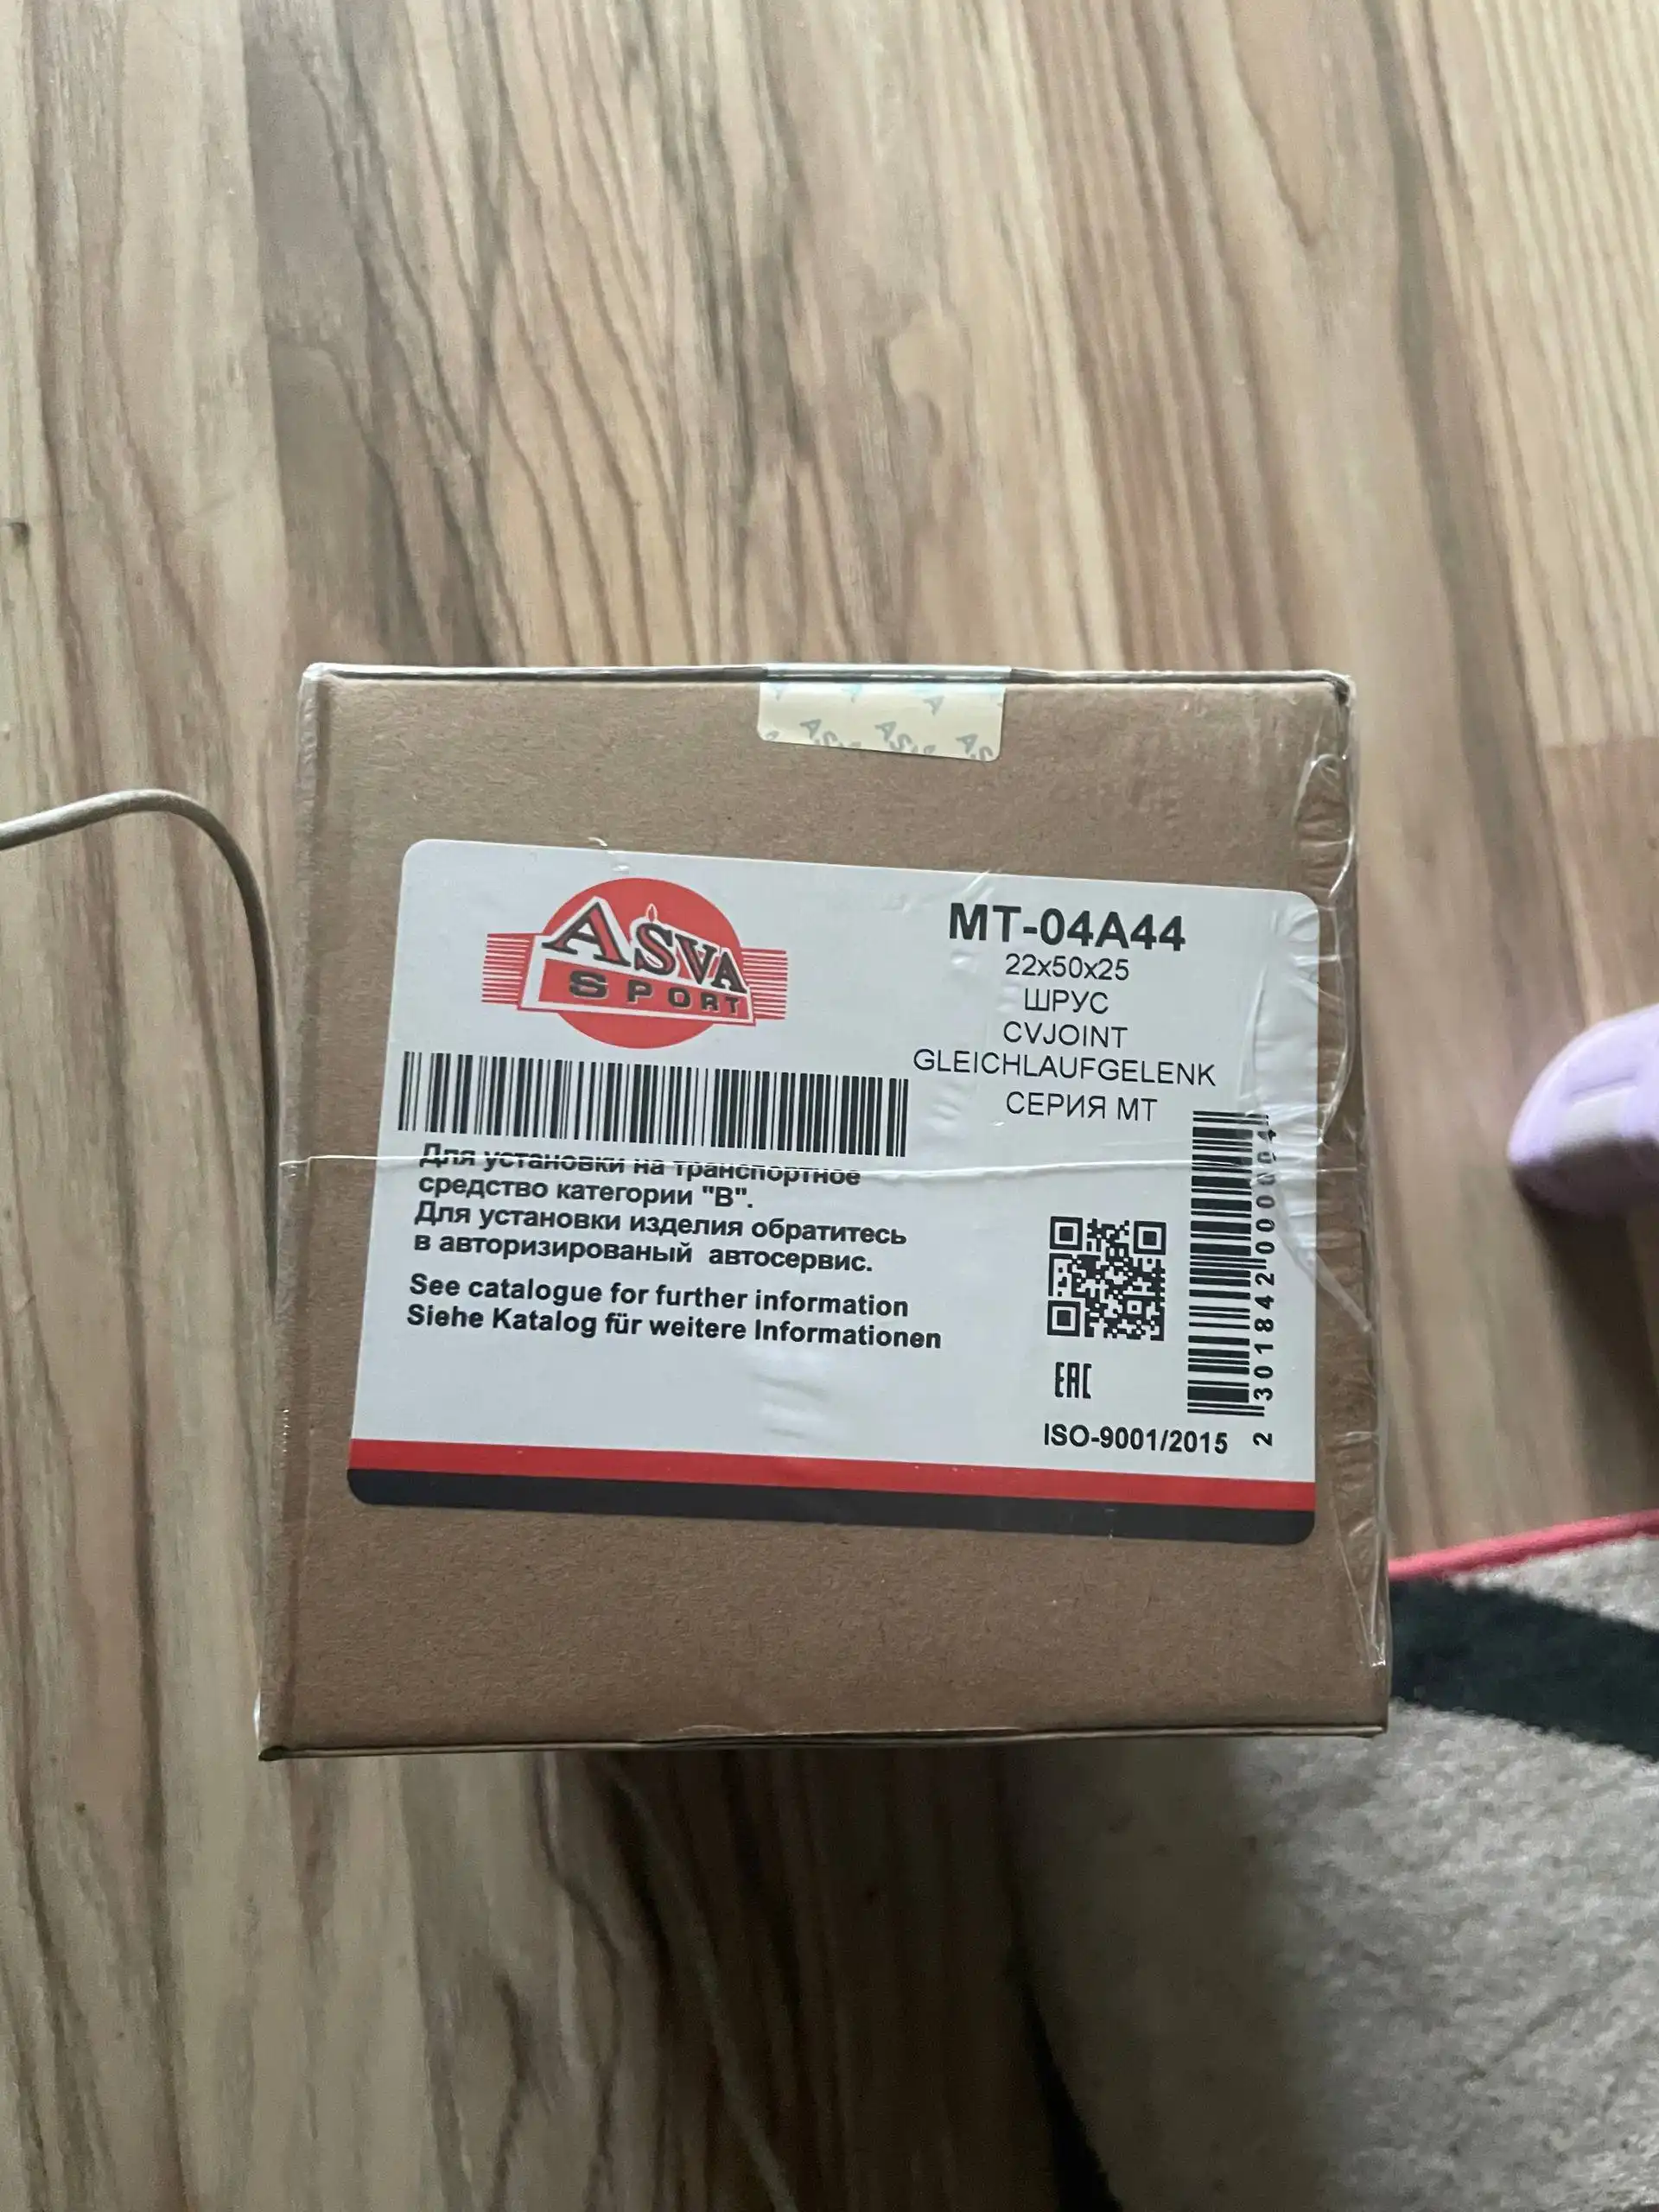 ASVA
SPORT
MT-04A44
22x50x25
ШРУС
CVJOINT
GLEICHLAUFGELENK
СЕРИЯ МТ
Для установки на транспортное
средство категории "В".
Для установки изделия обратитесь
в авторизированый автосервис.
See catalogue for further information
Siehe Katalog für weitere Informationen
EAC
ISO-9001/2015